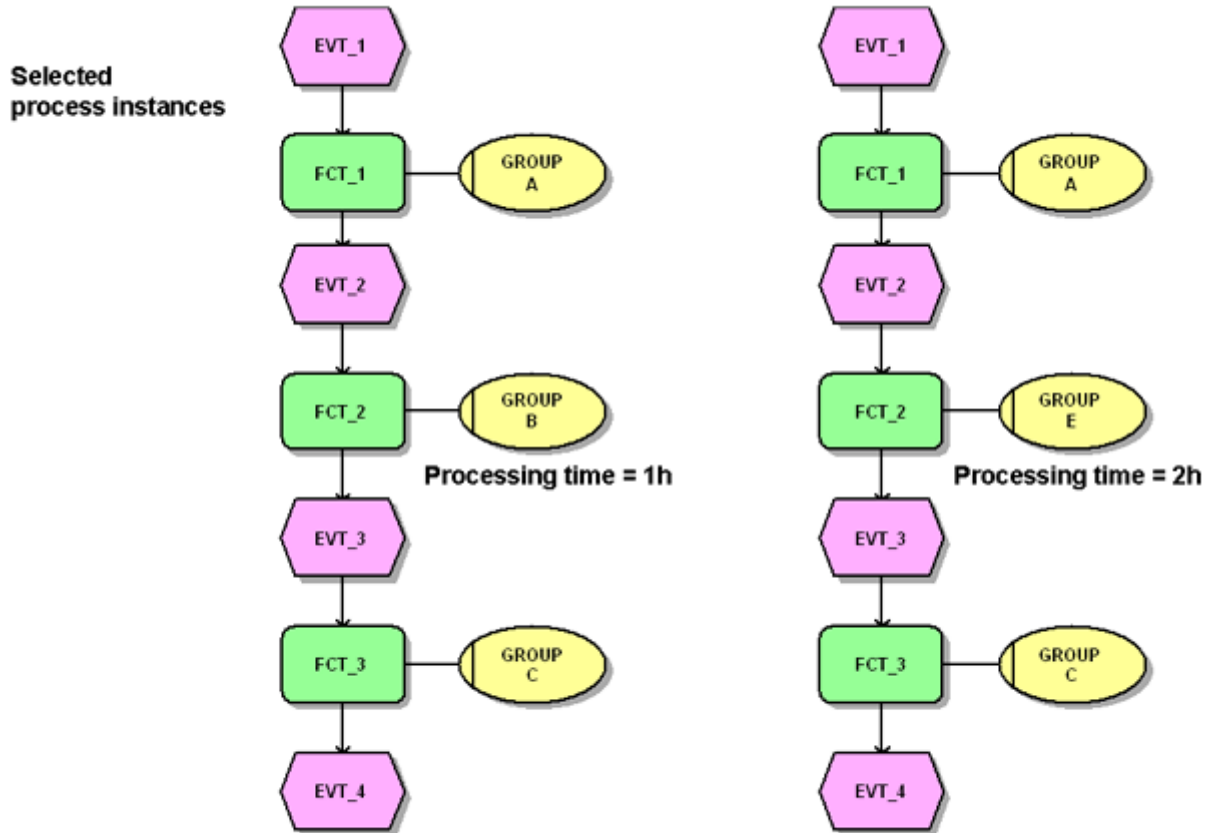 EVT_1
EVT_1
Selected
process instances
FCT_1
GROUP
A
FCT_1
GROUP
A
EVT_2
EVT_2
FCT_2
GROUP
B
FCT_2
GROUP
E
Processing time = 1h
Processing time = 2h
EVT_3
EVT_3
FCT_3
GROUP
C
FCT_3
GROUP
C
EVT_4
EVT_4